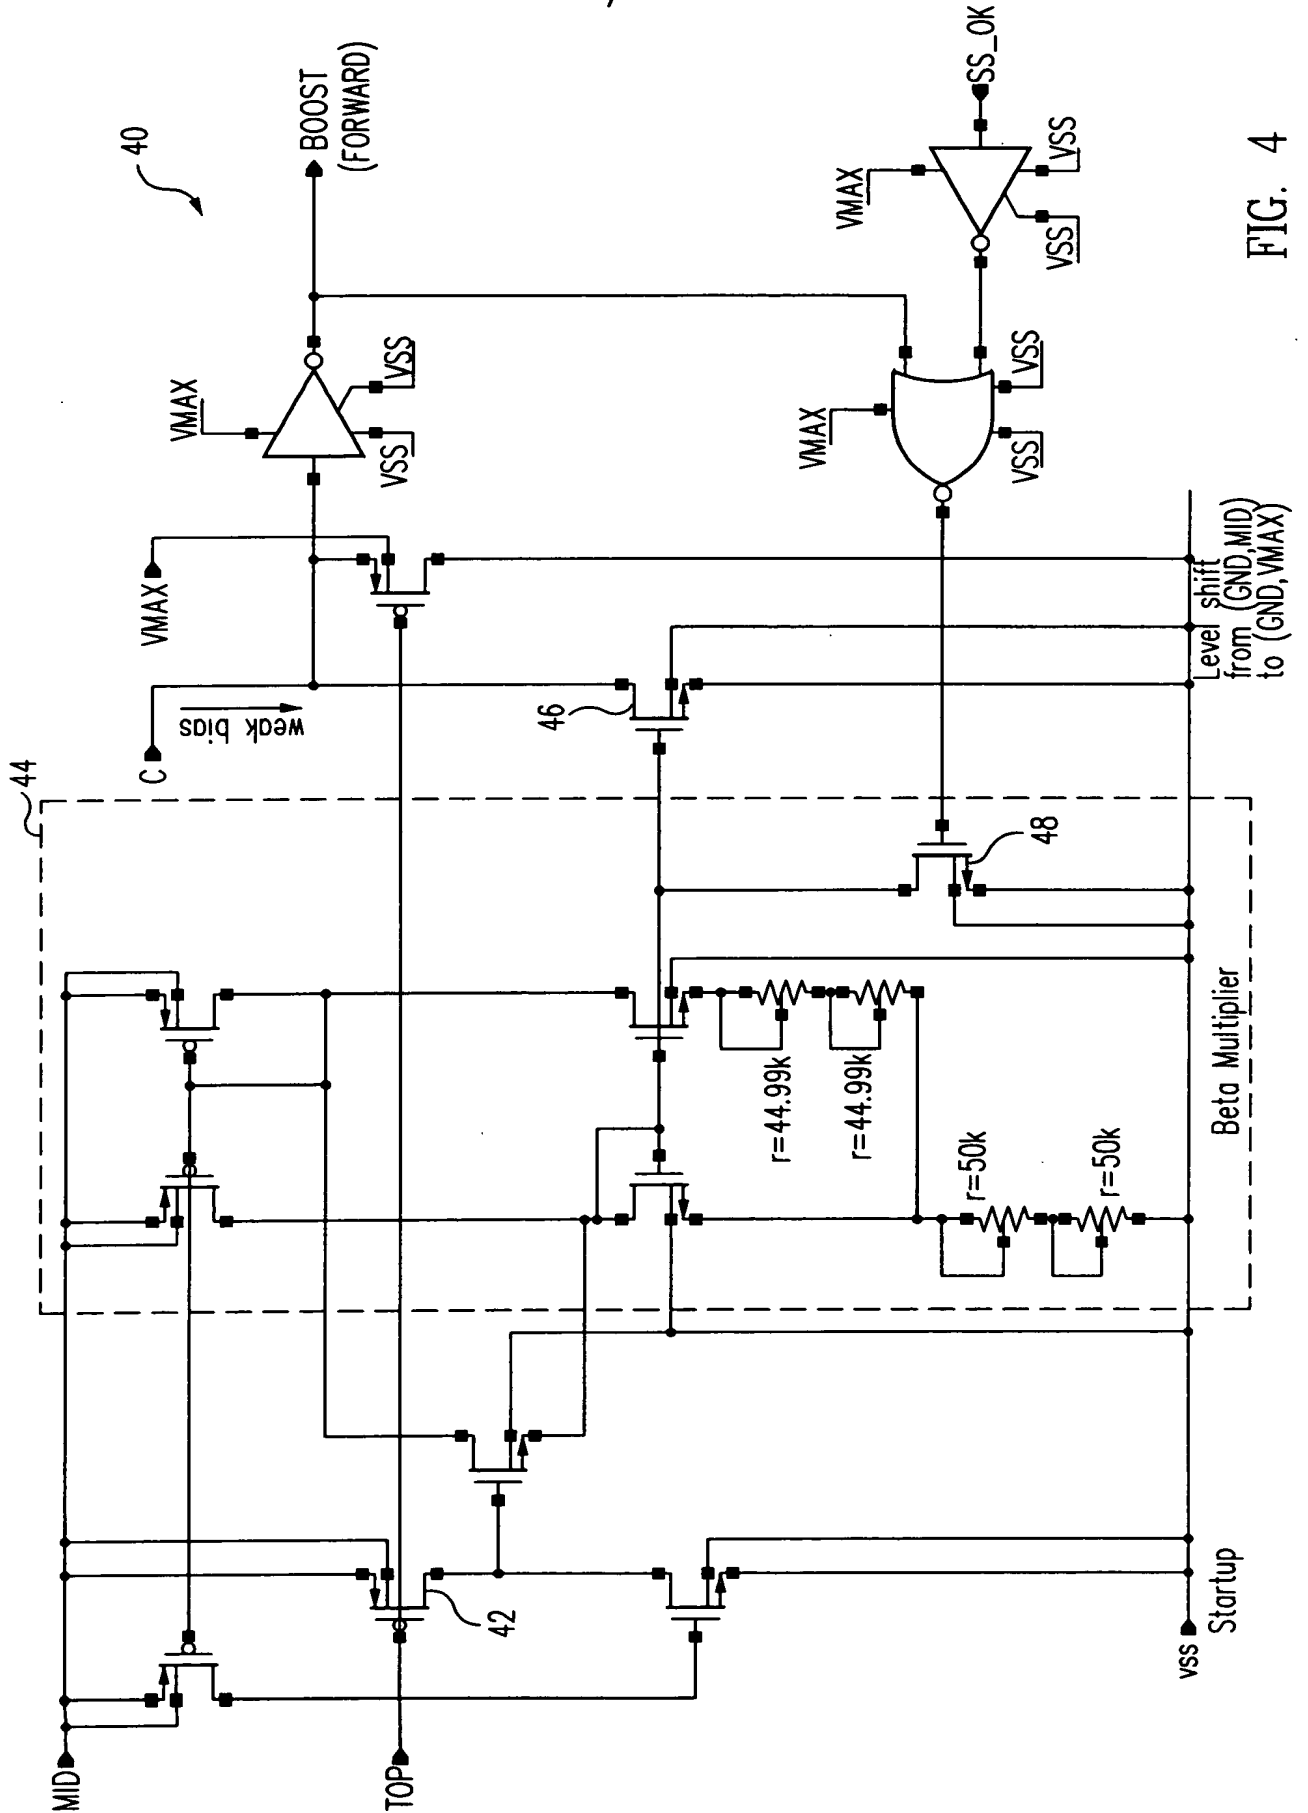 40
BOOST
(FORWARD)
SS_OK
VMAX
VSS
VSS
VMAX
VSS
VSS
VMAX
VSS
VSS
FIG. 4
VMAX
C
weak bias
46
Level shift
from (GND,MID)
to (GND,VMAX)
44
48
r=44.99k
r=44.99k
r=50k
r=50k
Beta Multiplier
42
MID
TOP
vss
Startup